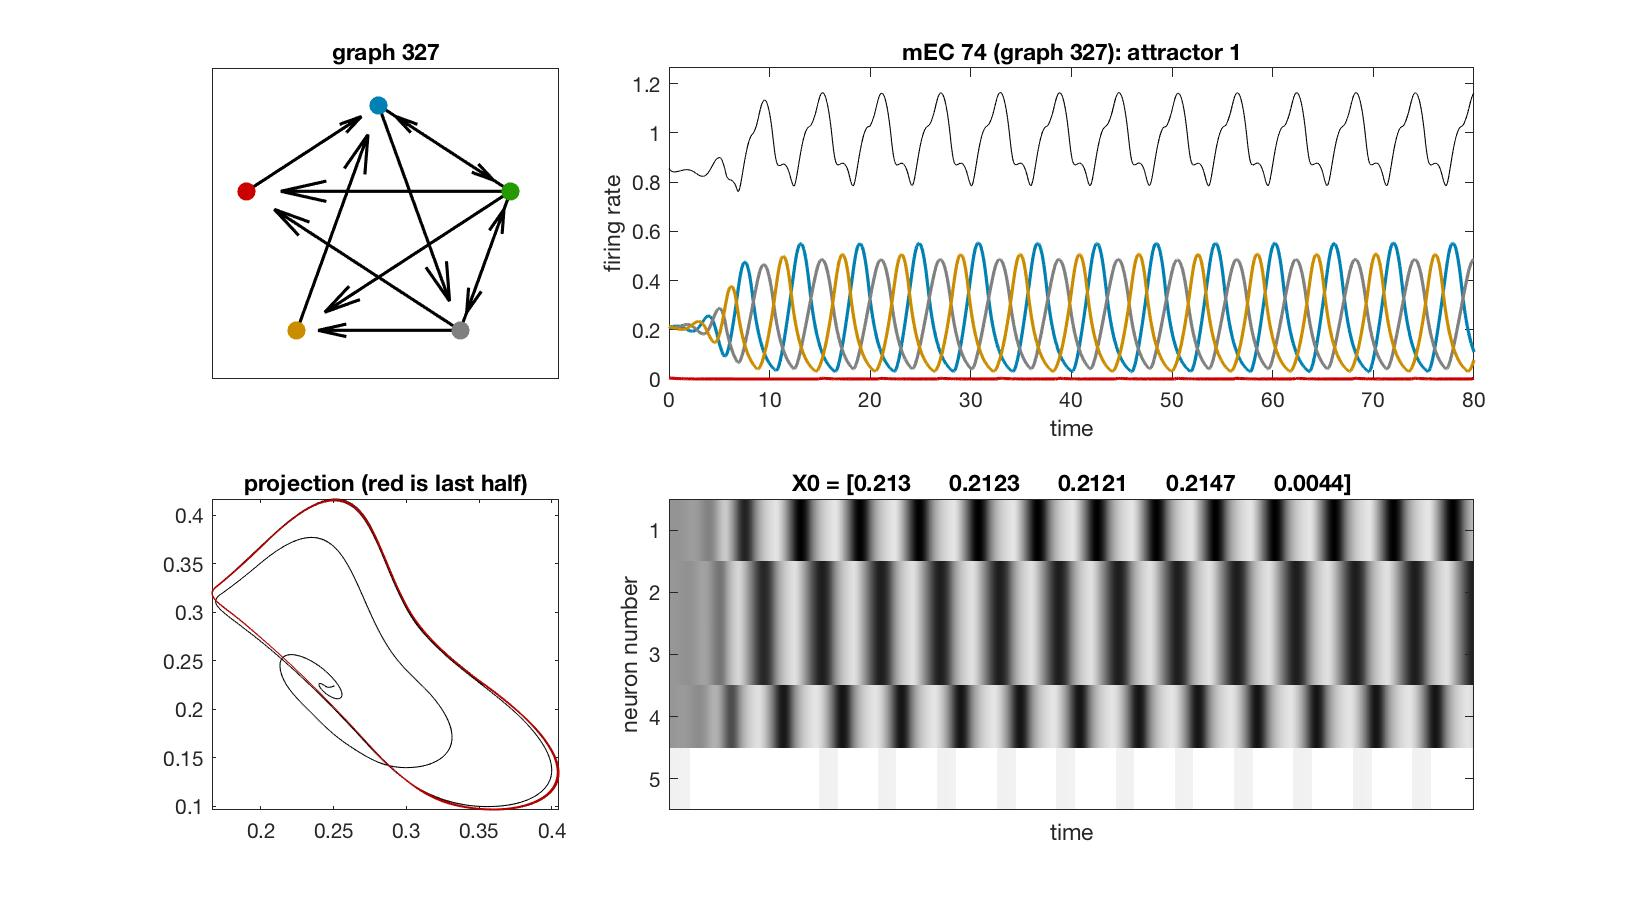 graph 327
mEC 74 (graph 327): attractor 1
1.2
1
0.8
0.6
0.4
0.2
0
firing rate
0 10 20 30 40 50 60 70 80
time
projection (red is last half)
0.4
0.35
0.3
0.25
0.2
0.15
0.1
0.2 0.25 0.3 0.35 0.4
X0 = [0.213 0.2123 0.2121 0.2147 0.0044]
1
2
3
4
5
neuron number
time